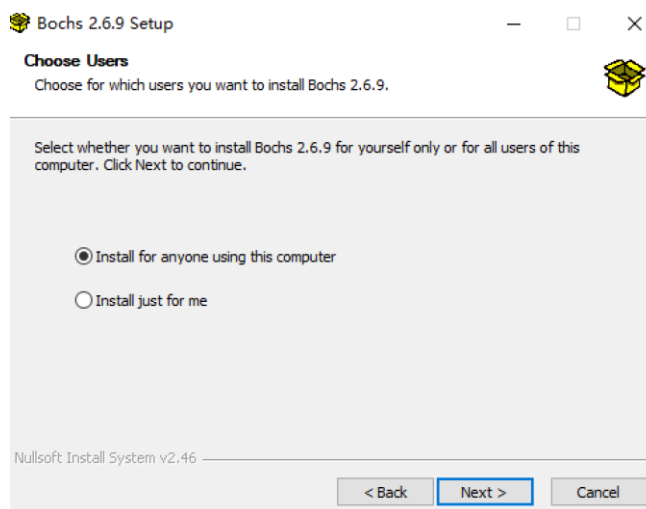 Bochs 2.6.9 Setup
Choose Users
Choose for which users you want to install Bochs 2.6.9.
Select whether you want to install Bochs 2.6.9 for yourself only or for all users of this
computer. Click Next to continue.
Install for anyone using this computer
Install just for me
Nullsoft Install System v2.46
< Back Next > Cancel